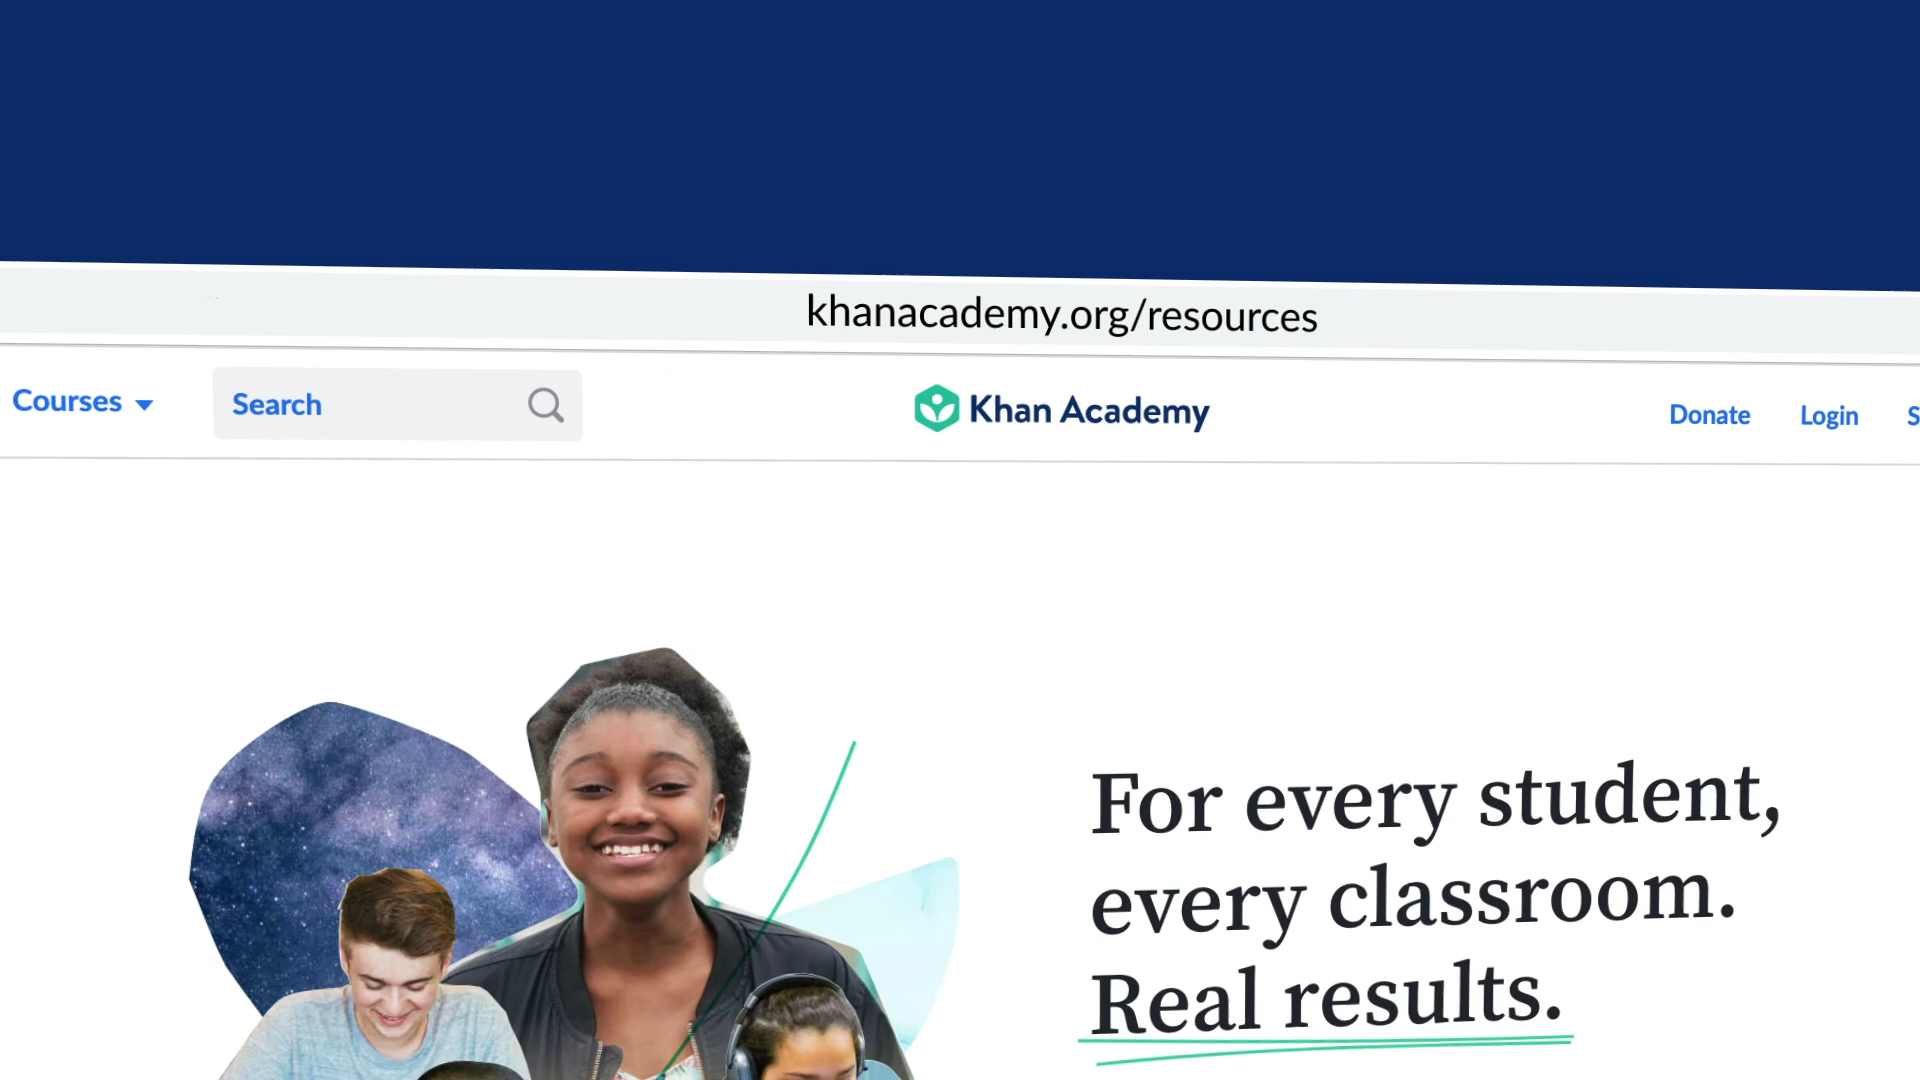 khanacademy.org/resources
Courses
Search
Khan Academy
Donate
Login
S
For every student,
every classroom.
Real results.